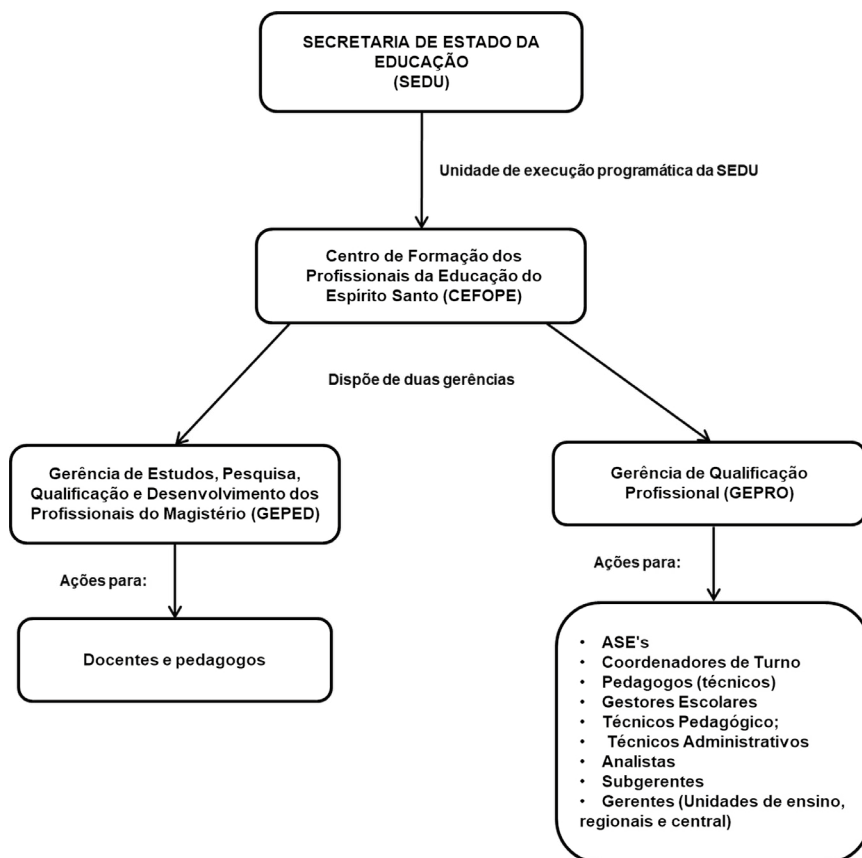 SECRETARIA DE ESTADO DA
EDUCAÇÃO
(SEDU)
Unidade de execução programática da SEDU
Centro de Formação dos
Profissionais da Educação do
Espírito Santo (CEFOPE)
Dispõe de duas gerências
Gerência de Estudos, Pesquisa,
Qualificação e Desenvolvimento dos
Profissionais do Magistério (GEPED)
Ações para:
Docentes e pedagogos
Gerência de Qualificação
Profissional (GEPRO)
Ações para:
• ASE's
• Coordenadores de Turno
• Pedagogos (técnicos)
• Gestores Escolares
• Técnicos Pedagógico;
• Técnicos Administrativos
• Analistas
• Subgerentes
• Gerentes (Unidades de ensino,
regionais e central)